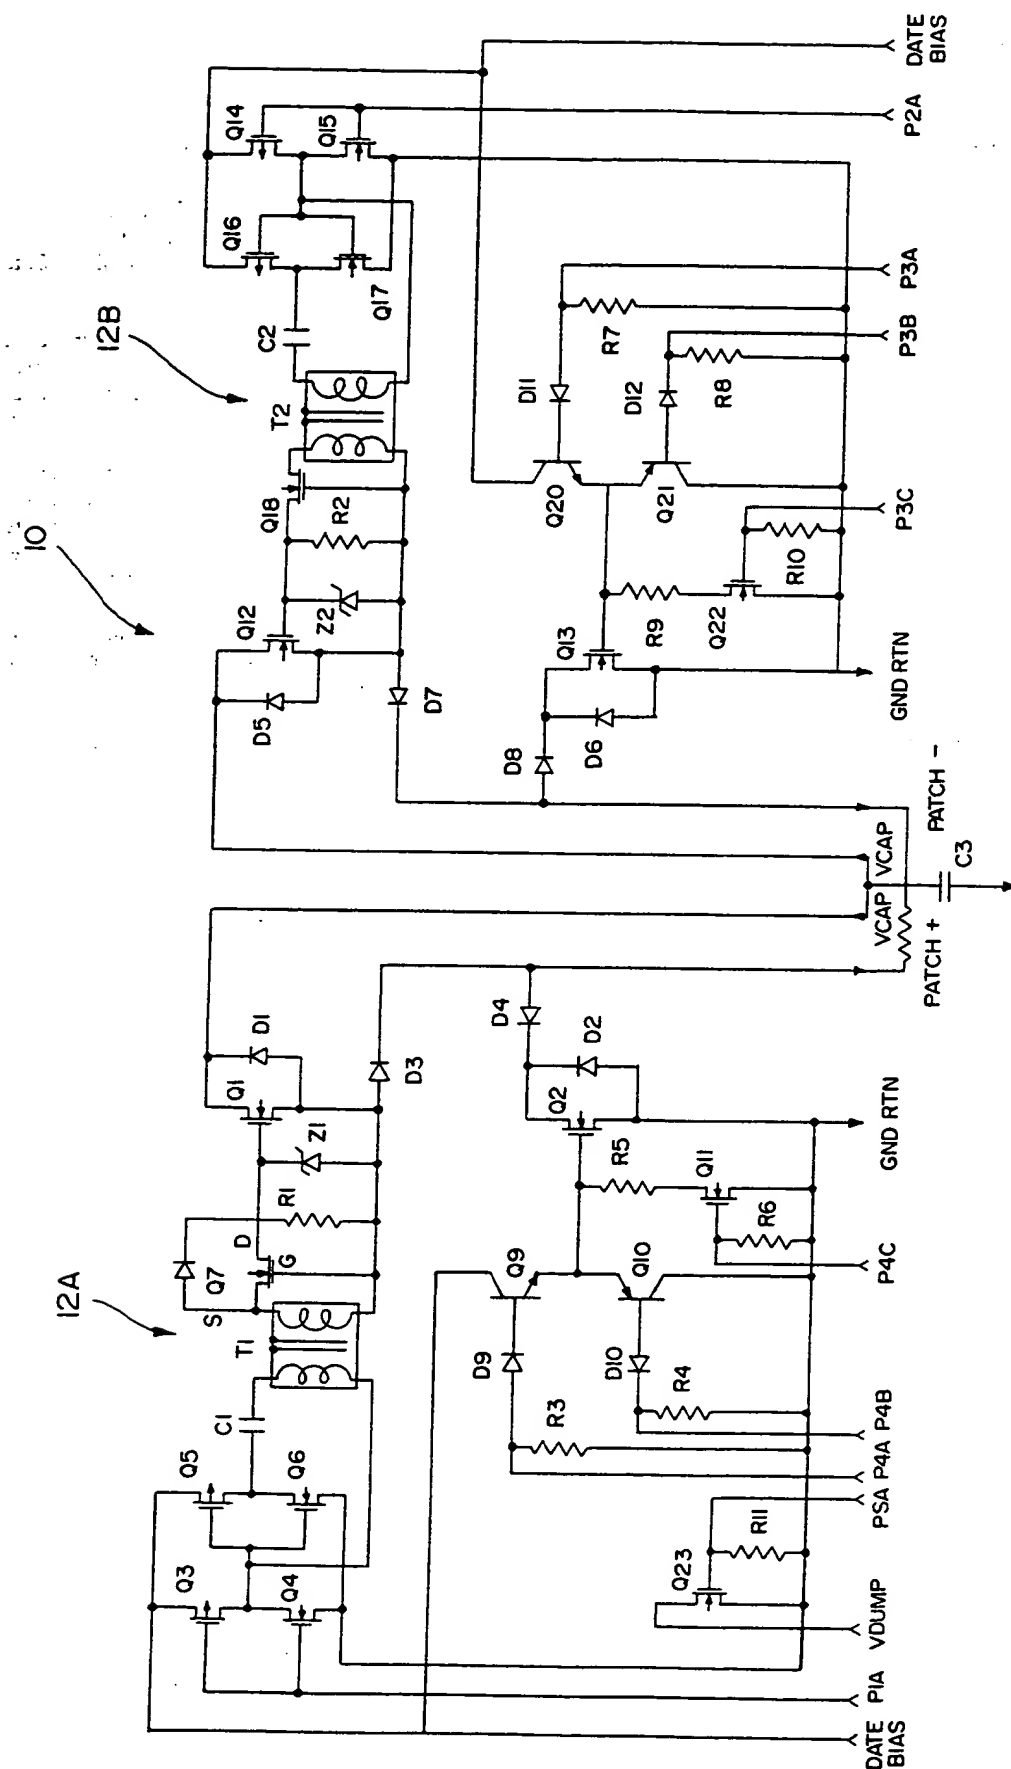 10
12A
12B
Q3
Q5
Q4
Q6
C1
T1
S
Q7
D
G
R1
Z1
Q1
D1
D3
D5
Q12
Z2
R2
Q18
T2
C2
Q16
Q17
Q14
Q15
Q23
R11
R3
D9
D10
R4
Q9
Q10
R5
Q11
R6
Q2
D2
D4
D8
D6
D7
Q13
R9
Q22
R10
Q20
Q21
D11
D12
R7
R8
DATE
BIAS
P1A
VDUMP
PSA
P4A
P4B
P4C
GND RTN
PATCH +
VCAP
VCAP
PATCH -
C3
GND RTN
P3C
P3B
P3A
P2A
DATE
BIAS